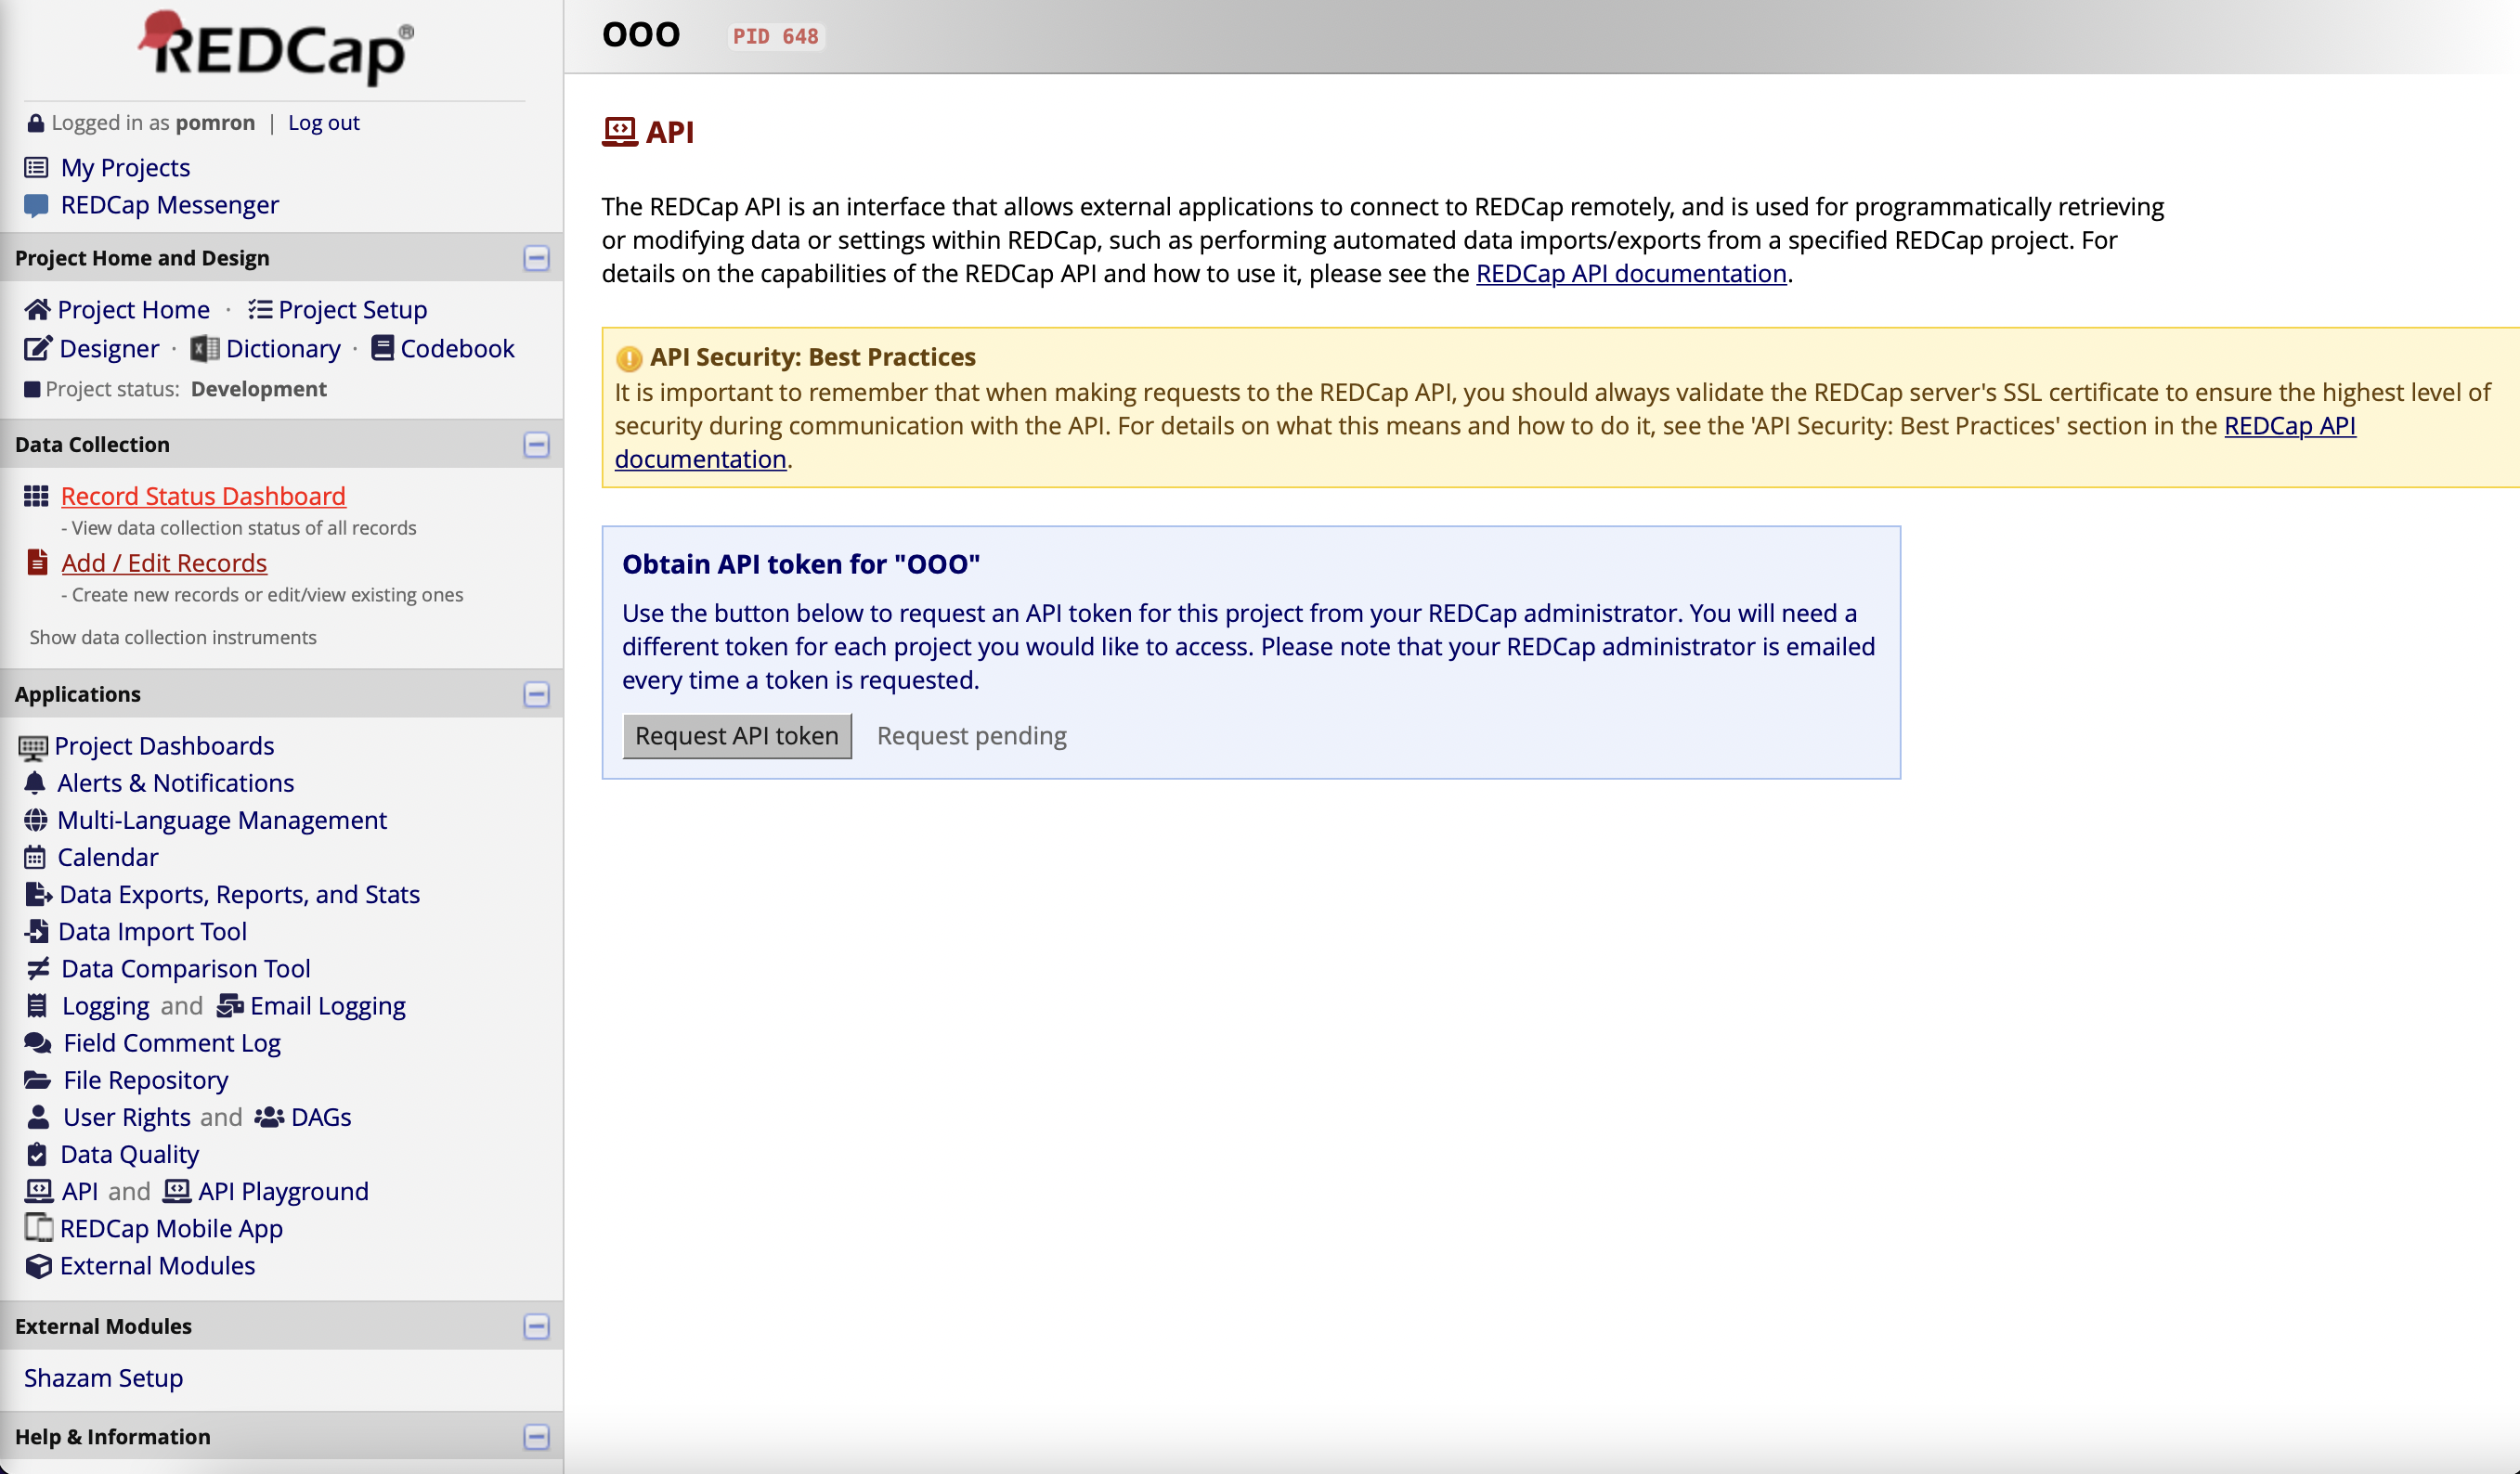 REDCap®
Logged in as pomron | Log out
My Projects
REDCap Messenger
Project Home and Design
Project Home · Project Setup
Designer · Dictionary · Codebook
Project status: Development
Data Collection
Record Status Dashboard
- View data collection status of all records
Add / Edit Records
- Create new records or edit/view existing ones
Show data collection instruments
Applications
Project Dashboards
Alerts & Notifications
Multi-Language Management
Calendar
Data Exports, Reports, and Stats
Data Import Tool
Data Comparison Tool
Logging and Email Logging
Field Comment Log
File Repository
User Rights and DAGs
Data Quality
API and API Playground
REDCap Mobile App
External Modules
External Modules
Shazam Setup
Help & Information
OOO PID 648
API
The REDCap API is an interface that allows external applications to connect to REDCap remotely, and is used for programmatically retrieving
or modifying data or settings within REDCap, such as performing automated data imports/exports from a specified REDCap project. For
details on the capabilities of the REDCap API and how to use it, please see the REDCap API documentation.
API Security: Best Practices
It is important to remember that when making requests to the REDCap API, you should always validate the REDCap server's SSL certificate to ensure the highest level of
security during communication with the API. For details on what this means and how to do it, see the 'API Security: Best Practices' section in the REDCap API
documentation.
Obtain API token for "OOO"
Use the button below to request an API token for this project from your REDCap administrator. You will need a
different token for each project you would like to access. Please note that your REDCap administrator is emailed
every time a token is requested.
Request API token Request pending